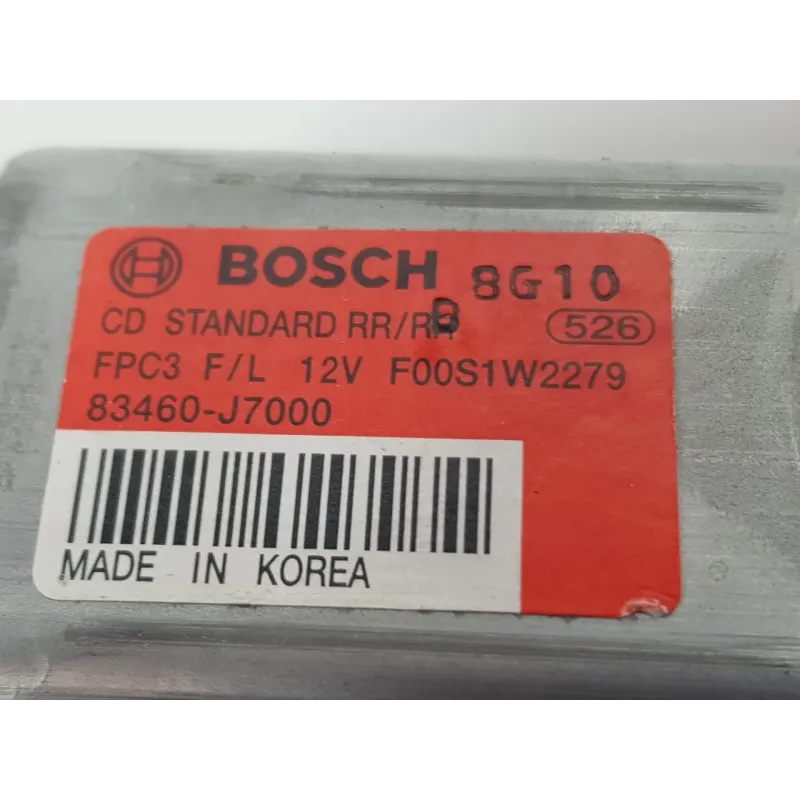 BOSCH 8G10
B
CD STANDARD RR/RH 526
FPC3 F/L 12V F00S1W2279
83460-J7000
MADE IN KOREA